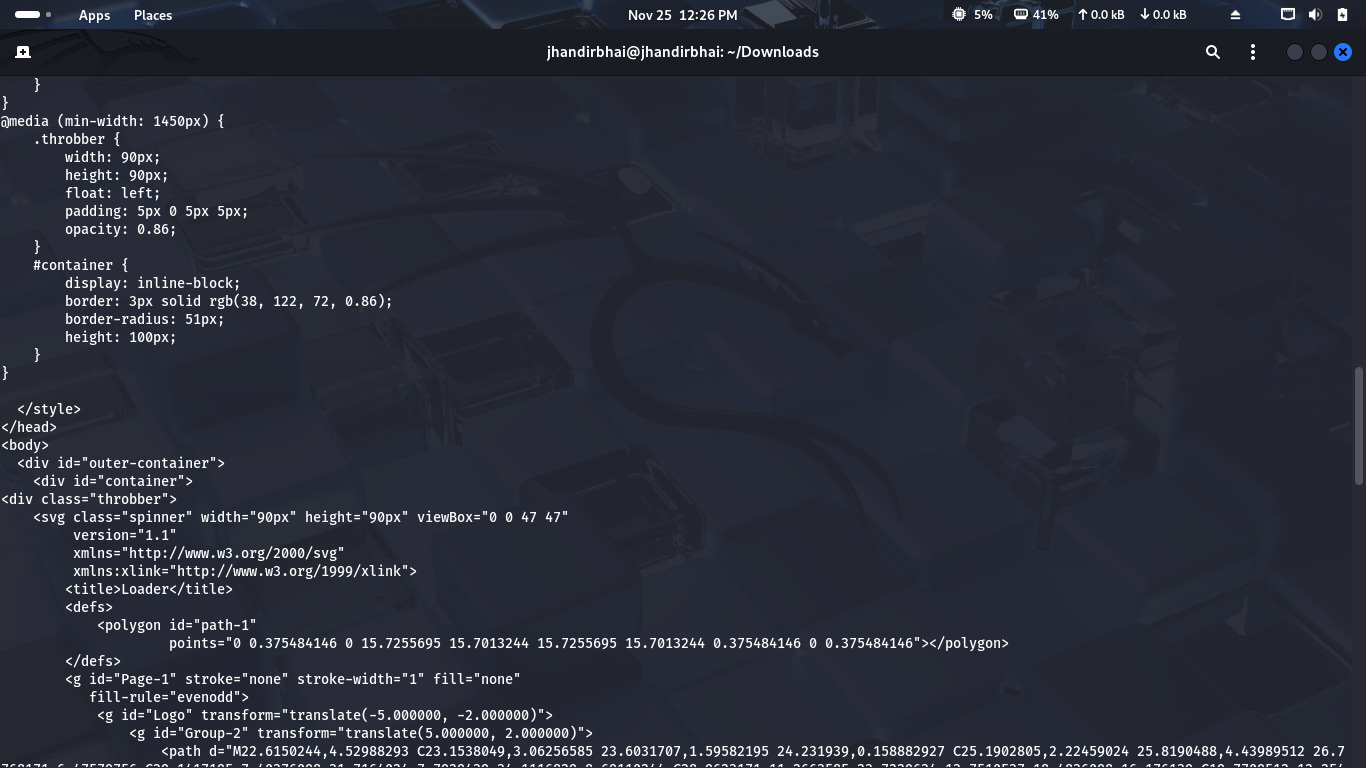 Apps Places Nov 25 12:26 PM 5% 41% 0.0 kB 0.0 kB
jhandirbhai@jhandirbhai: ~/Downloads
    }
}
@media (min-width: 1450px) {
    .throbber {
        width: 90px;
        height: 90px;
        float: left;
        padding: 5px 0 5px 5px;
        opacity: 0.86;
    }
    #container {
        display: inline-block;
        border: 3px solid rgb(38, 122, 72, 0.86);
        border-radius: 51px;
        height: 100px;
    }
}
  </style>
</head>
<body>
  <div id="outer-container">
    <div id="container">
<div class="throbber">
    <svg class="spinner" width="90px" height="90px" viewBox="0 0 47 47"
         version="1.1"
         xmlns="http://www.w3.org/2000/svg"
         xmlns:xlink="http://www.w3.org/1999/xlink">
        <title>Loader</title>
        <defs>
            <polygon id="path-1"
                     points="0 0.375484146 0 15.7255695 15.7013244 15.7255695 15.7013244 0.375484146 0 0.375484146"></polygon>
        </defs>
        <g id="Page-1" stroke="none" stroke-width="1" fill="none"
           fill-rule="evenodd">
            <g id="Logo" transform="translate(-5.000000, -2.000000)">
                <g id="Group-2" transform="translate(5.000000, 2.000000)">
                    <path d="M22.6150244,4.52988293 C23.1538049,3.06256585 23.6031707,1.59582195 24.231939,0.158882927 C25.1902805,2.22459024 25.8190488,4.43989512 26.7